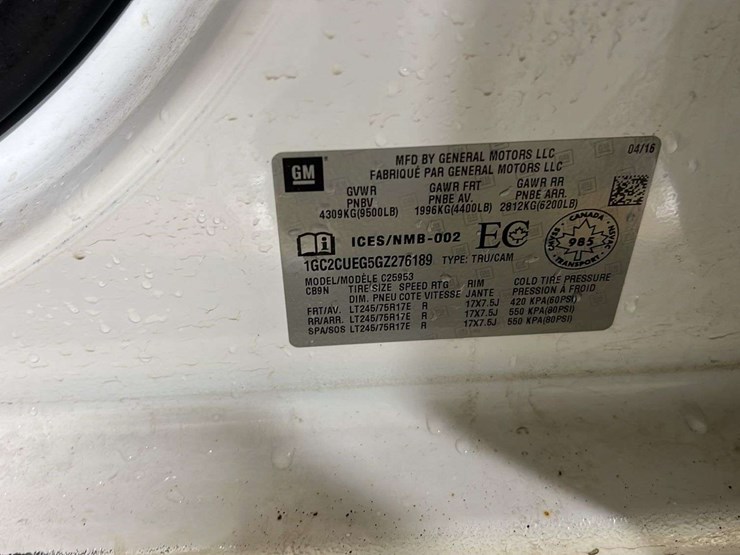 GM
MFD BY GENERAL MOTORS LLC 04/16
FABRIQUÉ PAR GENERAL MOTORS LLC
GVWR GAWR FRT GAWR RR
PNBV PNBE AV. PNBE ARR.
4309KG(9500LB) 1996KG(4400LB) 2812KG(6200LB)
ICES/NMB-002 EC
CANADA
985
TRANSPORT
1GC2CUEG5GZ276189 TYPE: TRU/CAM
MODEL/MODÈLE C25953
CB9N TIRE SIZE SPEED RTG RIM COLD TIRE PRESSURE
DIM. PNEU COTE VITESSE JANTE PRESSION A FROID
FRT/AV. LT245/75R17E R 17X7.5J 420 KPA(60PSI)
RR/ARR. LT245/75R17E R 17X7.5J 550 KPA(80PSI)
SPA/SOS LT245/75R17E R 17X7.5J 550 KPA(80PSI)